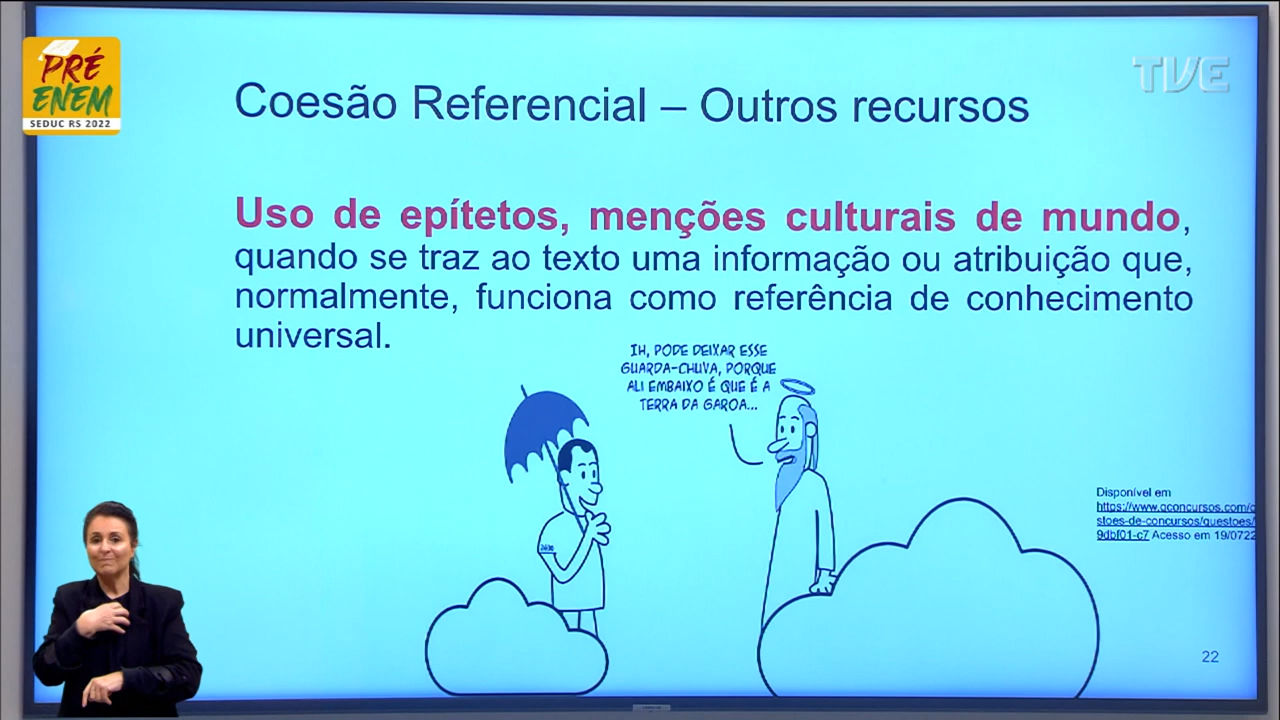 PRÉ
ENEM
SEDUC RS 2022
TVE
Coesão Referencial – Outros recursos
Uso de epítetos, menções culturais de mundo,
quando se traz ao texto uma informação ou atribuição que,
normalmente, funciona como referência de conhecimento
universal.
IH, PODE DEIXAR ESSE
GUARDA-CHUVA, PORQUE
ALI EMBAIXO É QUE É A
TERRA DA GAROA...
Disponível em
https://www.qconcursos.com/q
stoes-de-concursos/questoes/
9dbf01-c7 Acesso em 19/0722
22